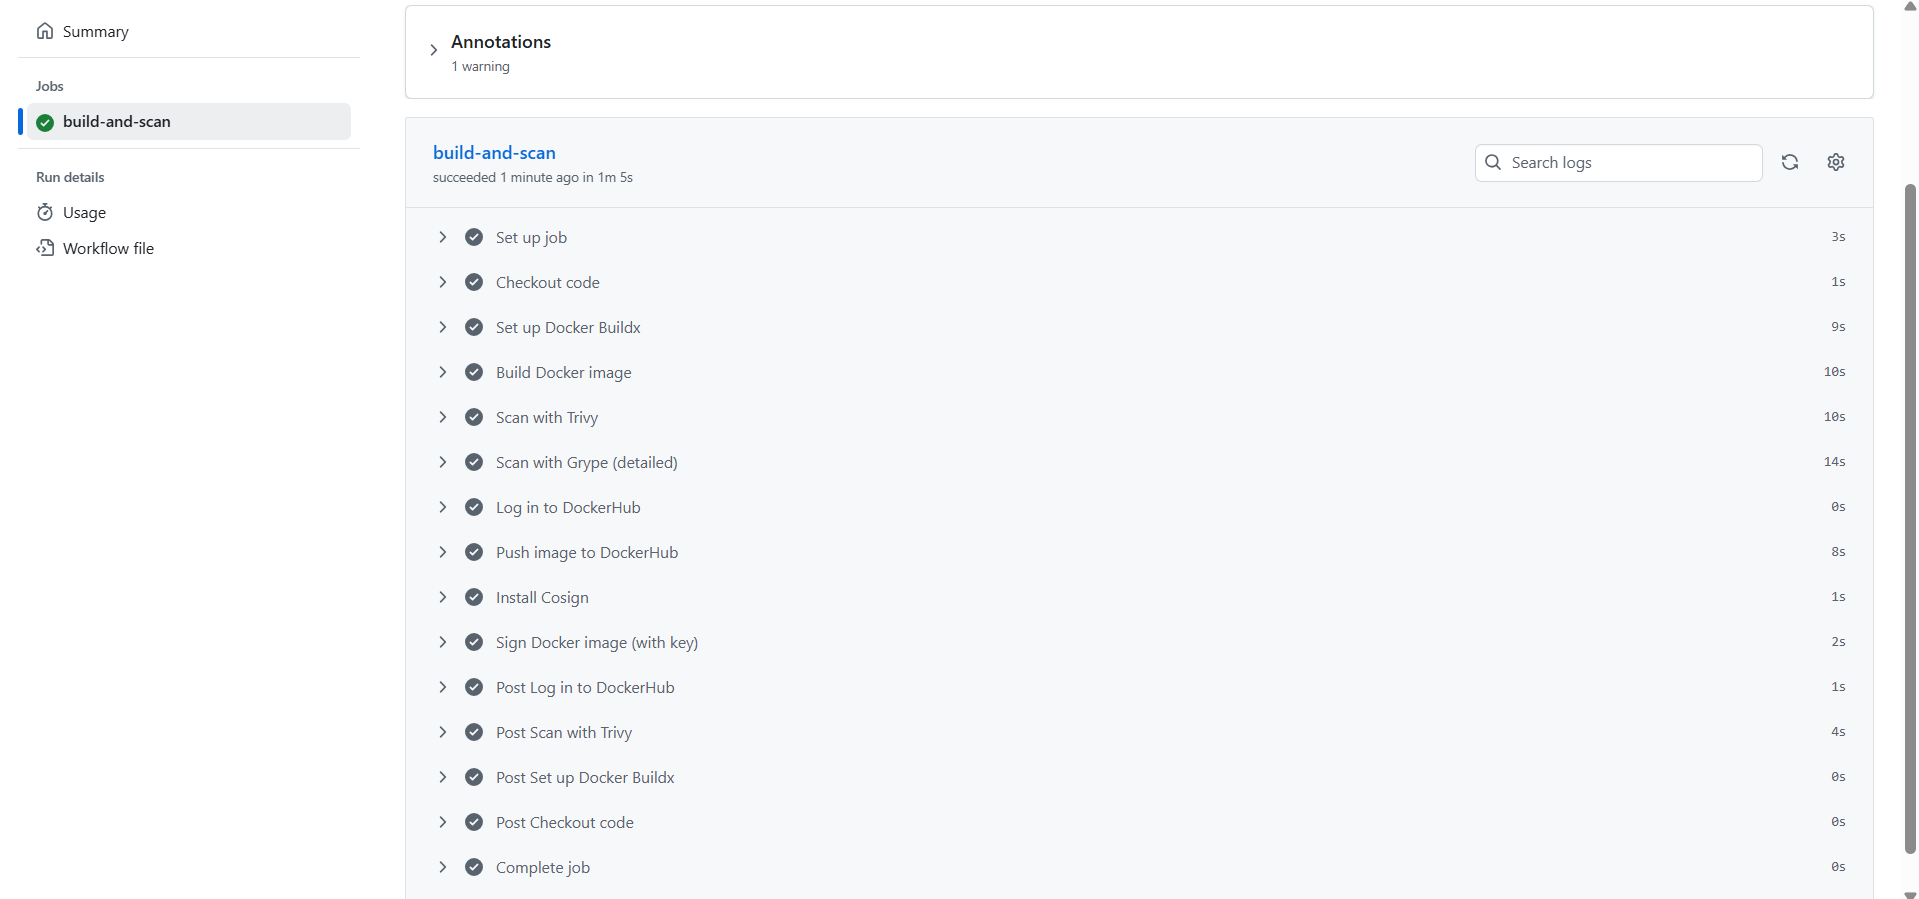 Summary
Jobs
build-and-scan
Run details
Usage
Workflow file
Annotations
1 warning
build-and-scan
succeeded 1 minute ago in 1m 5s
Search logs
Set up job 3s
Checkout code 1s
Set up Docker Buildx 9s
Build Docker image 10s
Scan with Trivy 10s
Scan with Grype (detailed) 14s
Log in to DockerHub 0s
Push image to DockerHub 8s
Install Cosign 1s
Sign Docker image (with key) 2s
Post Log in to DockerHub 1s
Post Scan with Trivy 4s
Post Set up Docker Buildx 0s
Post Checkout code 0s
Complete job 0s